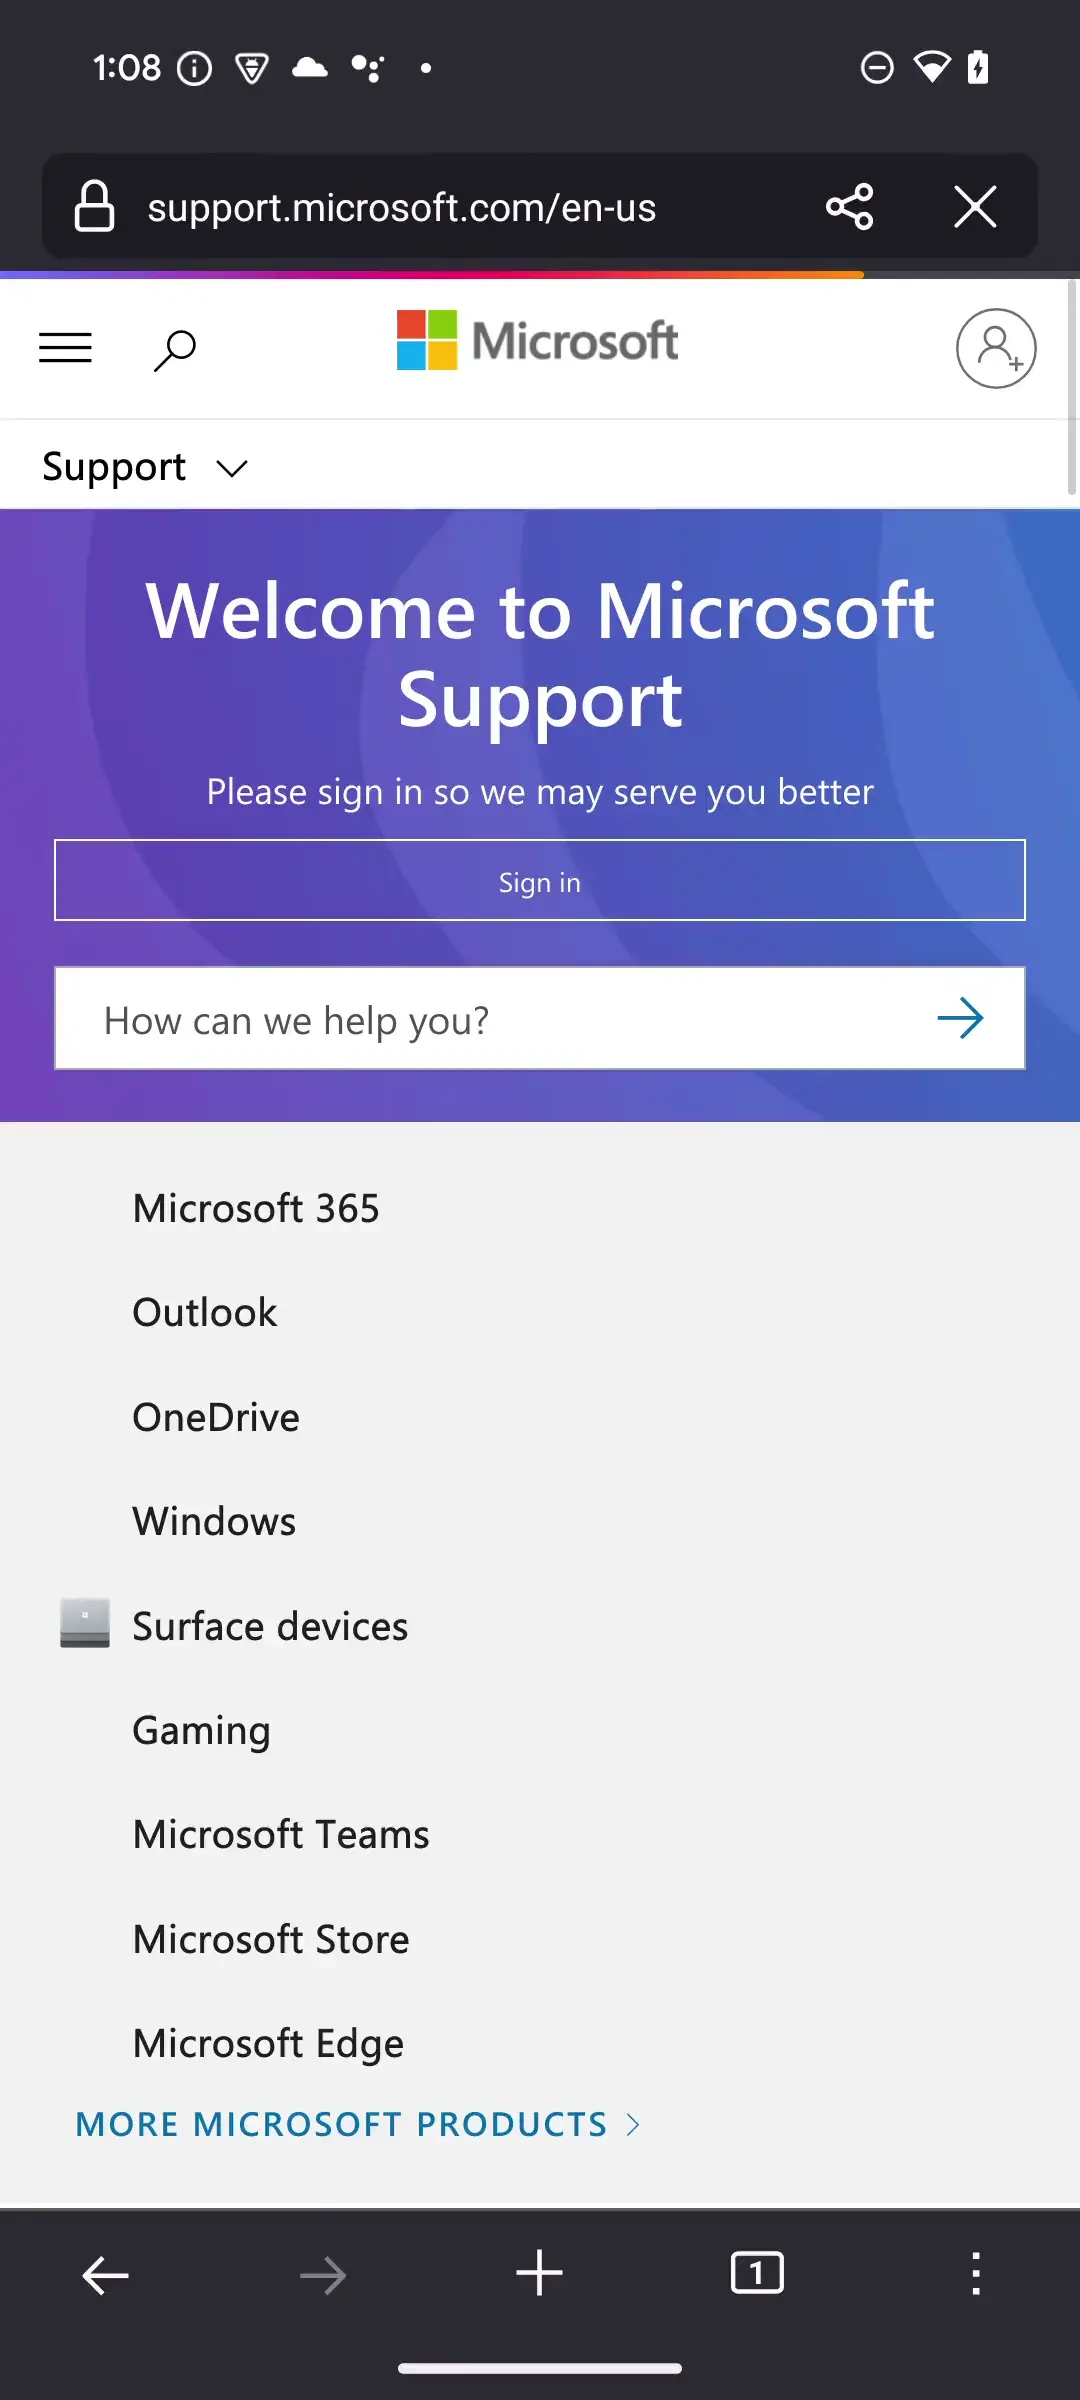 1:08
support.microsoft.com/en-us
Microsoft
Support
Welcome to Microsoft
Support
Please sign in so we may serve you better
Sign in
How can we help you?
Microsoft 365
Outlook
OneDrive
Windows
Surface devices
Gaming
Microsoft Teams
Microsoft Store
Microsoft Edge
MORE MICROSOFT PRODUCTS
1